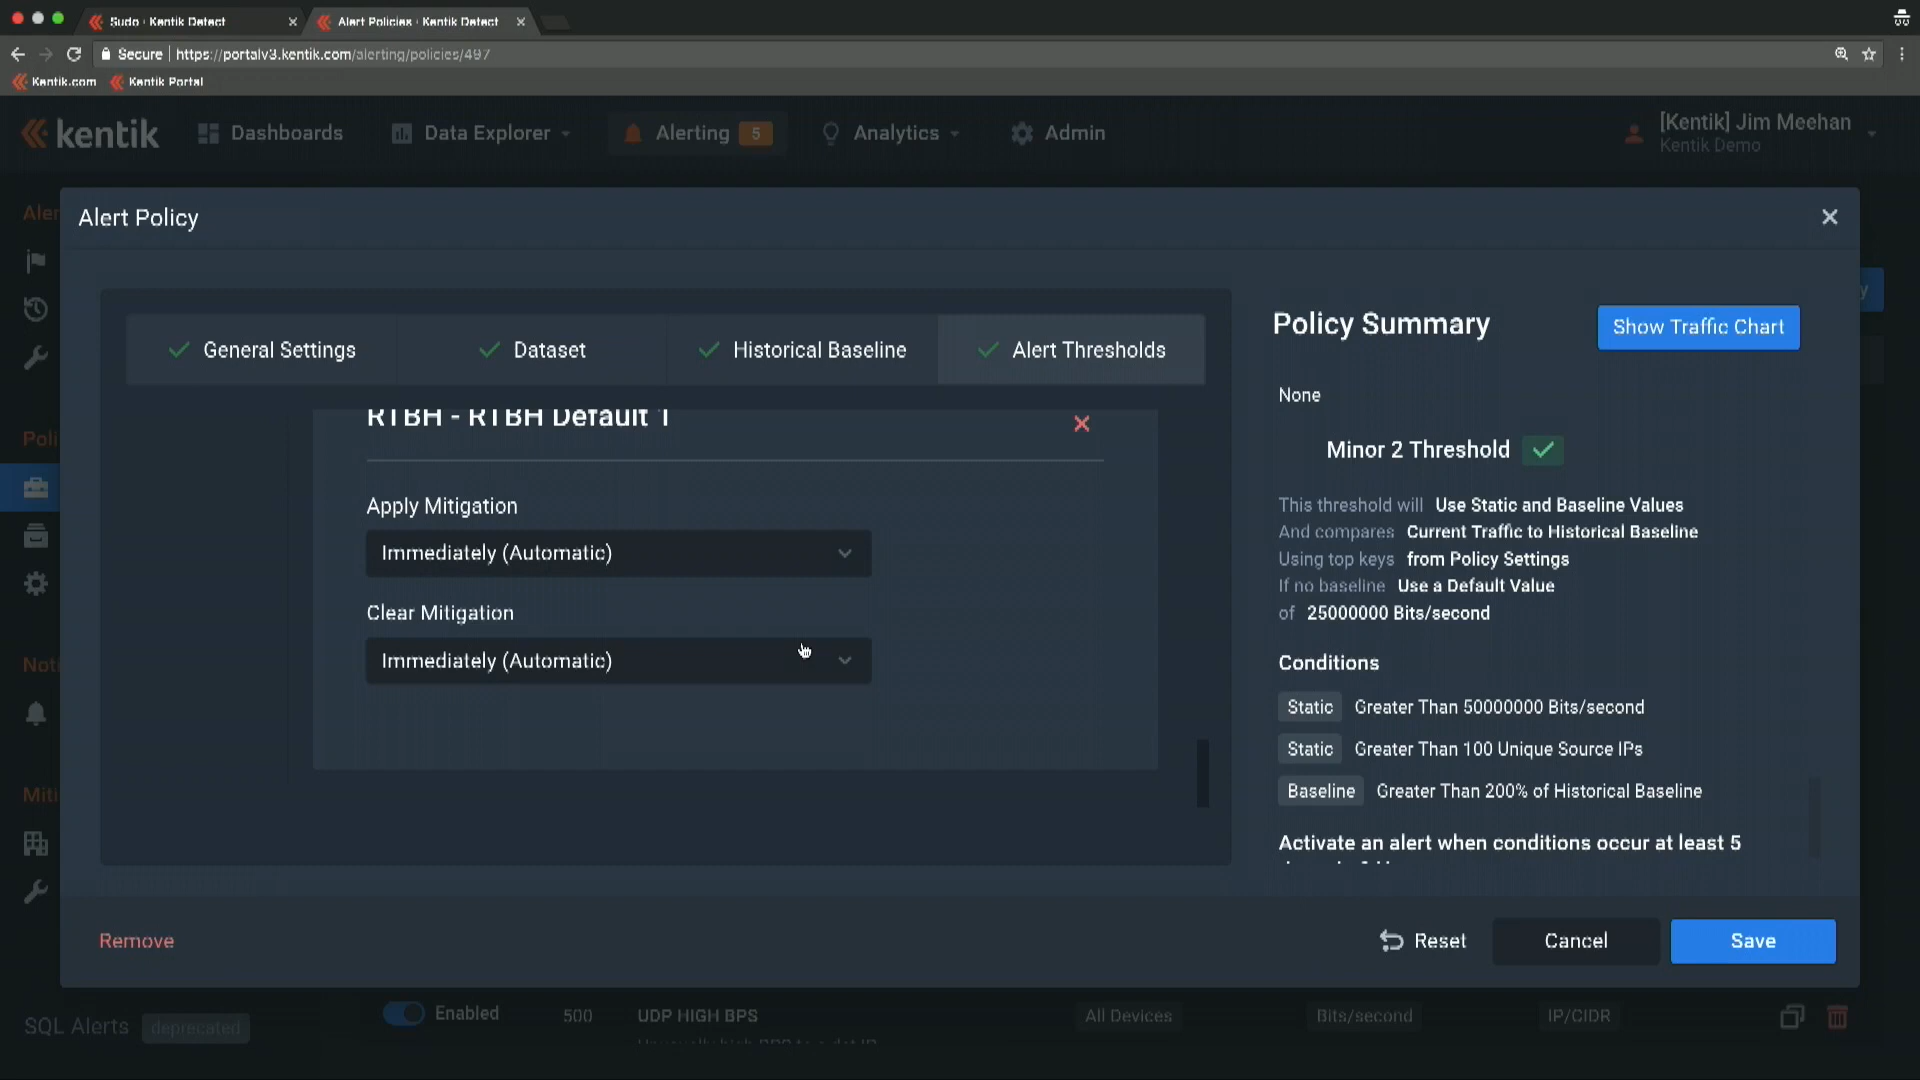 Sudo · Kentik Detect
Alert Policies · Kentik Detect
Secure
https://portalv3.kentik.com/alerting/policies/497
Kentik.com
Kentik Portal
kentik
Dashboards
Data Explorer
Alerting 5
Analytics
Admin
[Kentik] Jim Meehan
Kentik Demo
Aler
Poli
Noti
Miti
Alert Policy
General Settings
Dataset
Historical Baseline
Alert Thresholds
RTBH - RTBH Default 1
Apply Mitigation
Immediately (Automatic)
Clear Mitigation
Immediately (Automatic)
Policy Summary
Show Traffic Chart
y
None
Minor 2 Threshold
This threshold will Use Static and Baseline Values
And compares Current Traffic to Historical Baseline
Using top keys from Policy Settings
If no baseline Use a Default Value
of 25000000 Bits/second
Conditions
Static Greater Than 50000000 Bits/second
Static Greater Than 100 Unique Source IPs
Baseline Greater Than 200% of Historical Baseline
Activate an alert when conditions occur at least 5
Remove
Reset
Cancel
Save
SQL Alerts deprecated
Enabled
500
UDP HIGH BPS
All Devices
Bits/second
IP/CIDR